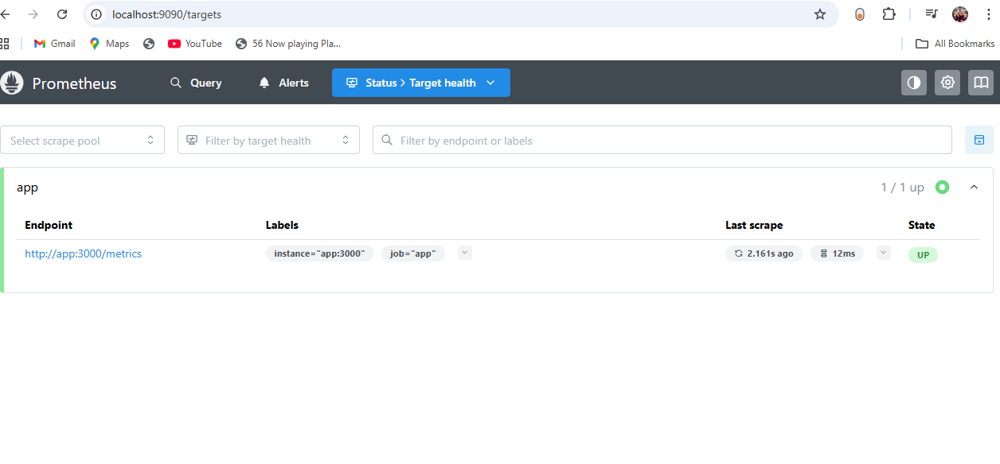 localhost:9090/targets
Gmail Maps YouTube 56 Now playing Pla... All Bookmarks
Prometheus Query Alerts Status > Target health
Select scrape pool Filter by target health Filter by endpoint or labels
app 1 / 1 up
Endpoint Labels Last scrape State
http://app:3000/metrics instance="app:3000" job="app" 2.161s ago 12ms UP